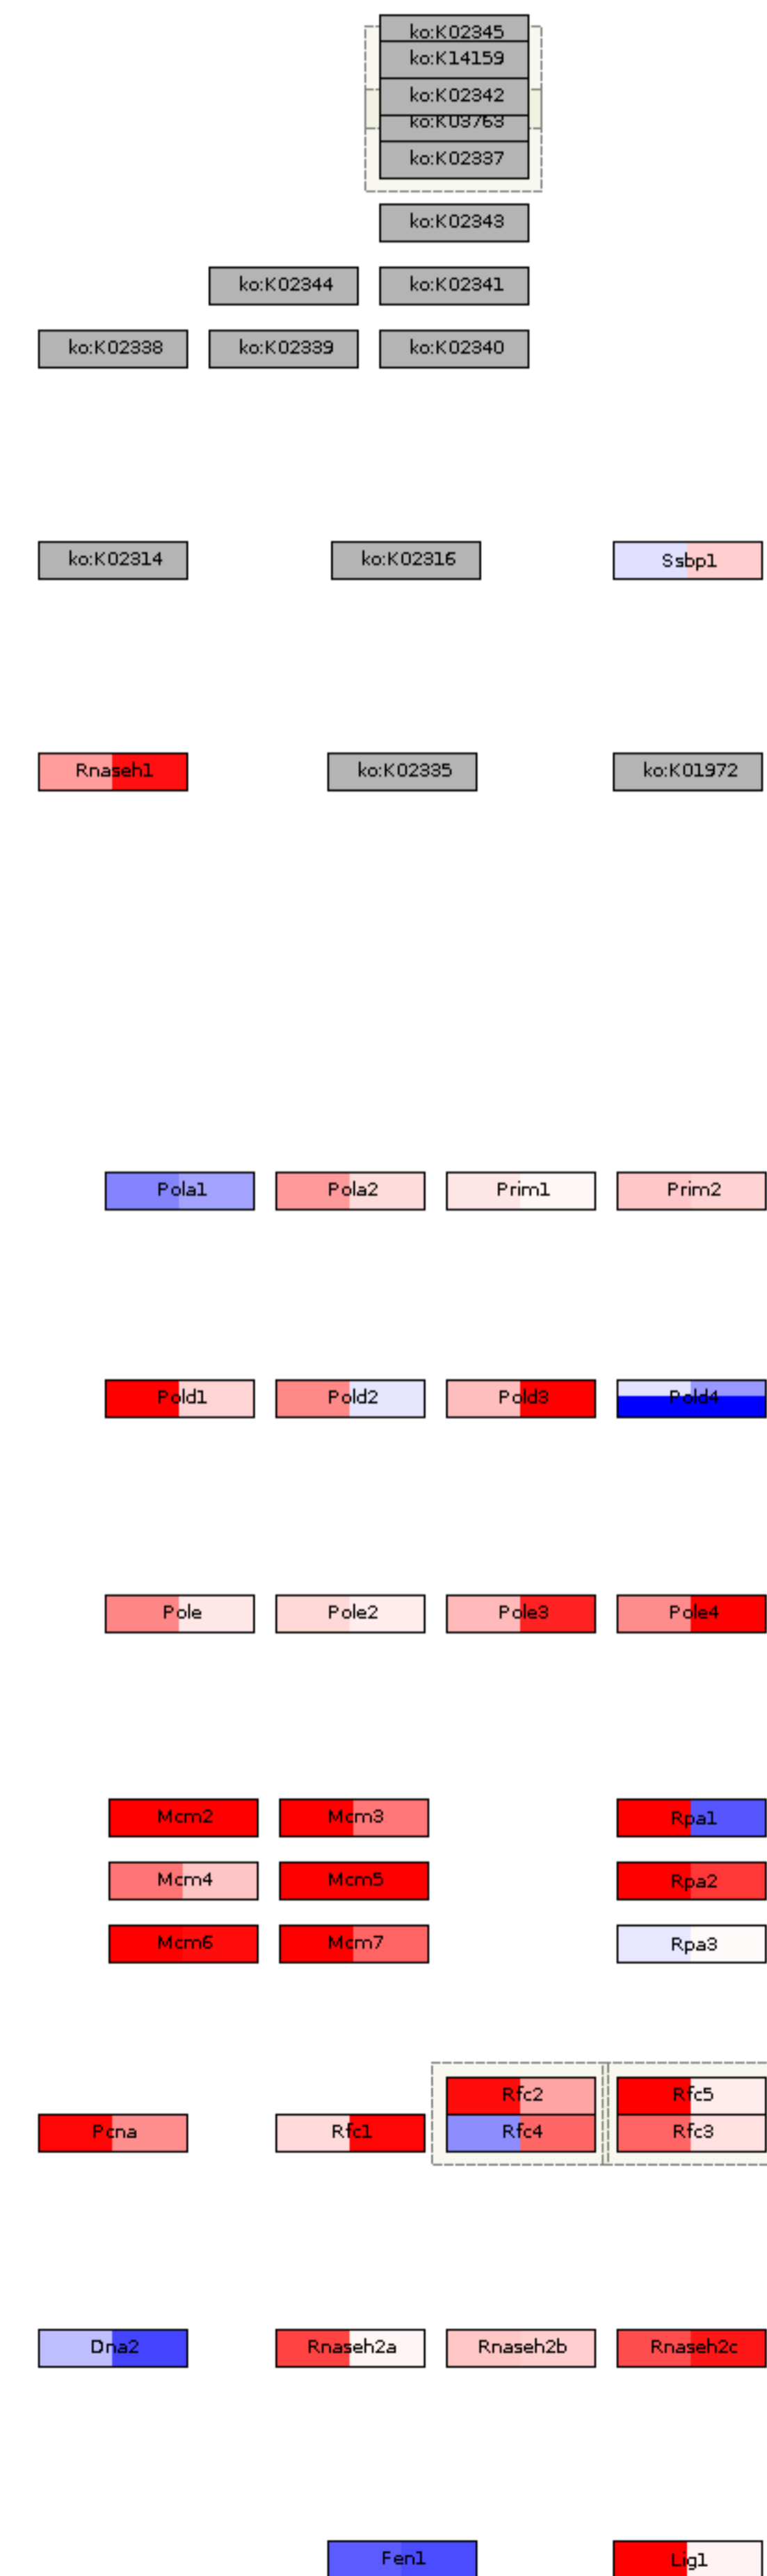 ko:K02345
ko:K14159
ko:K02342
ko:K03763
ko:K02337
ko:K02343
ko:K02344 ko:K02341
ko:K02338 ko:K02339 ko:K02340
ko:K02314 ko:K02316 Ssbp1
Rnaseh1 ko:K02335 ko:K01972
Pola1 Pola2 Prim1 Prim2
Pold1 Pold2 Pold3 Pold4
Pole Pole2 Pole3 Pole4
Mcm2 Mcm3 Rpa1
Mcm4 Mcm5 Rpa2
Mcm6 Mcm7 Rpa3
Rfc2 Rfc5
Pcna Rfc1 Rfc4 Rfc3
Dna2 Rnaseh2a Rnaseh2b Rnaseh2c
Fen1 Lig1